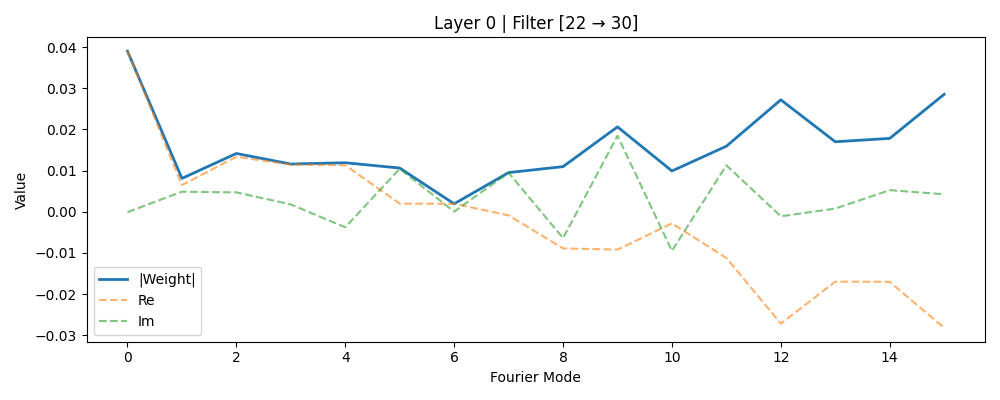 Layer 0 | Filter [22 → 30]
Value
0.04
0.03
0.02
0.01
0.00
−0.01
−0.02
−0.03
|Weight|
Re
Im
0 2 4 6 8 10 12 14
Fourier Mode